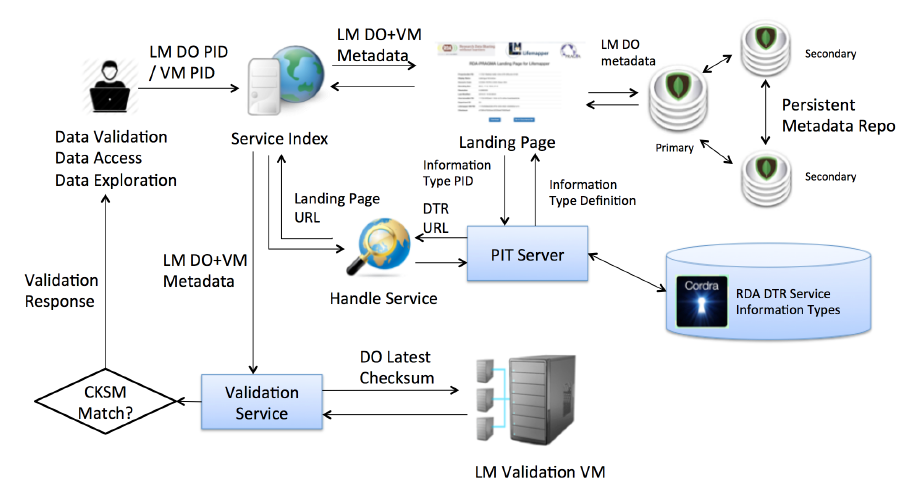 LM DO PID
/ VM PID
LM DO+VM
Metadata
LM
Lifemapper
RDA-PRAGMA Landing Page for Lifemapper
LM DO
metadata
Secondary
Persistent
Metadata Repo
Primary
Secondary
Data Validation
Data Access
Data Exploration
Service Index
Landing Page
Information
Type PID
Information
Type Definition
Landing Page
URL
DTR
URL
PIT Server
Handle Service
Cordra
RDA DTR Service
Information Types
LM DO+VM
Metadata
Validation
Response
CKSM
Match?
Validation
Service
DO Latest
Checksum
LM Validation VM